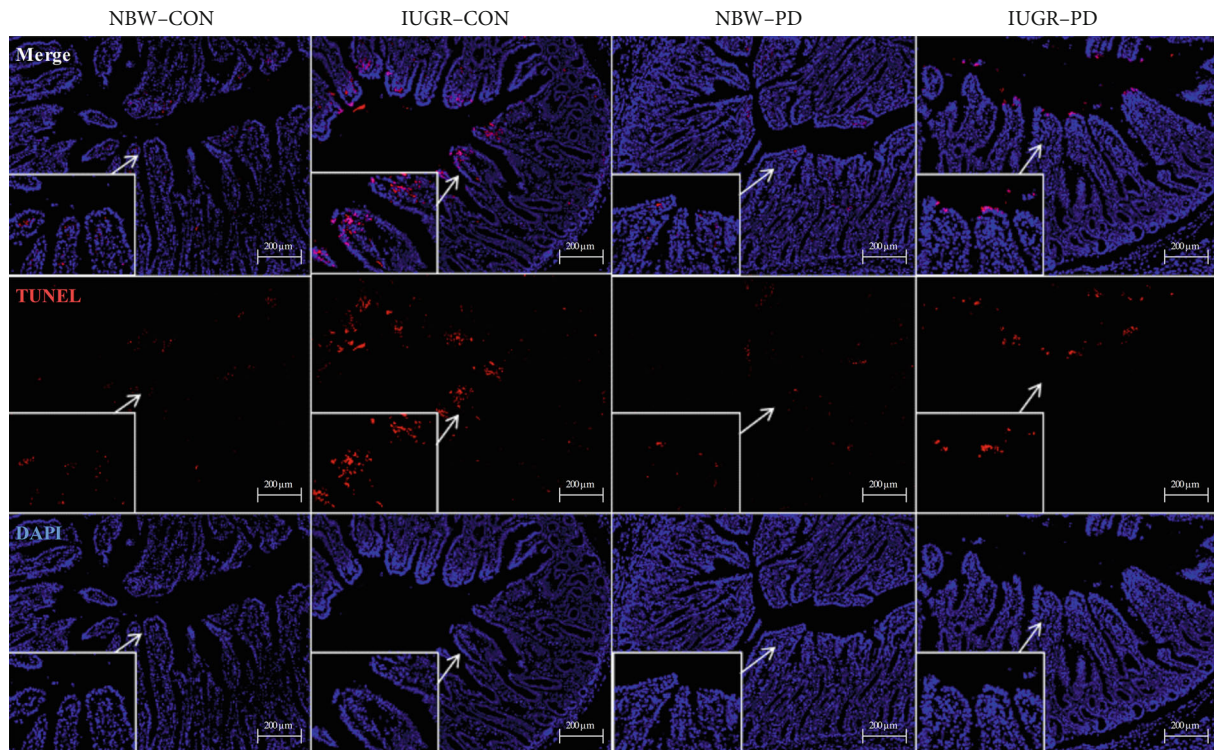 NBW–CON IUGR–CON NBW–PD IUGR–PD
Merge
200 μm 200 μm 200 μm 200 μm
TUNEL
200 μm 200 μm 200 μm 200 μm
DAPI
200 μm 200 μm 200 μm 200 μm